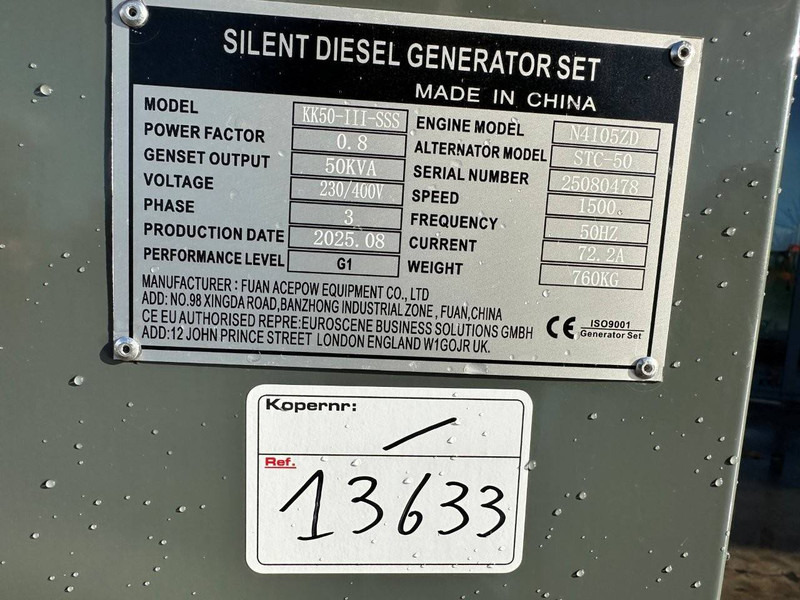 SILENT DIESEL GENERATOR SET
MADE IN CHINA
MODEL KK50-III-SSS
POWER FACTOR 0.8
GENSET OUTPUT 50KVA
VOLTAGE 230/400V
PHASE 3
PRODUCTION DATE 2025.08
PERFORMANCE LEVEL G1
ENGINE MODEL N4105ZD
ALTERNATOR MODEL STC-50
SERIAL NUMBER 25080478
SPEED 1500
FREQUENCY 50HZ
CURRENT 72.2A
WEIGHT 760KG
MANUFACTURER : FUAN ACEPOW EQUIPMENT CO., LTD
ADD: NO.98 XINGDA ROAD,BANZHONG INDUSTRIAL ZONE , FUAN,CHINA
CE EU AUTHORISED REPRE:EUROSCENE BUSINESS SOLUTIONS GMBH
ADD:12 JOHN PRINCE STREET LONDON ENGLAND W1GOJR UK.
CE
ISO9001
Generator Set
Kopernr:
Ref.
13633